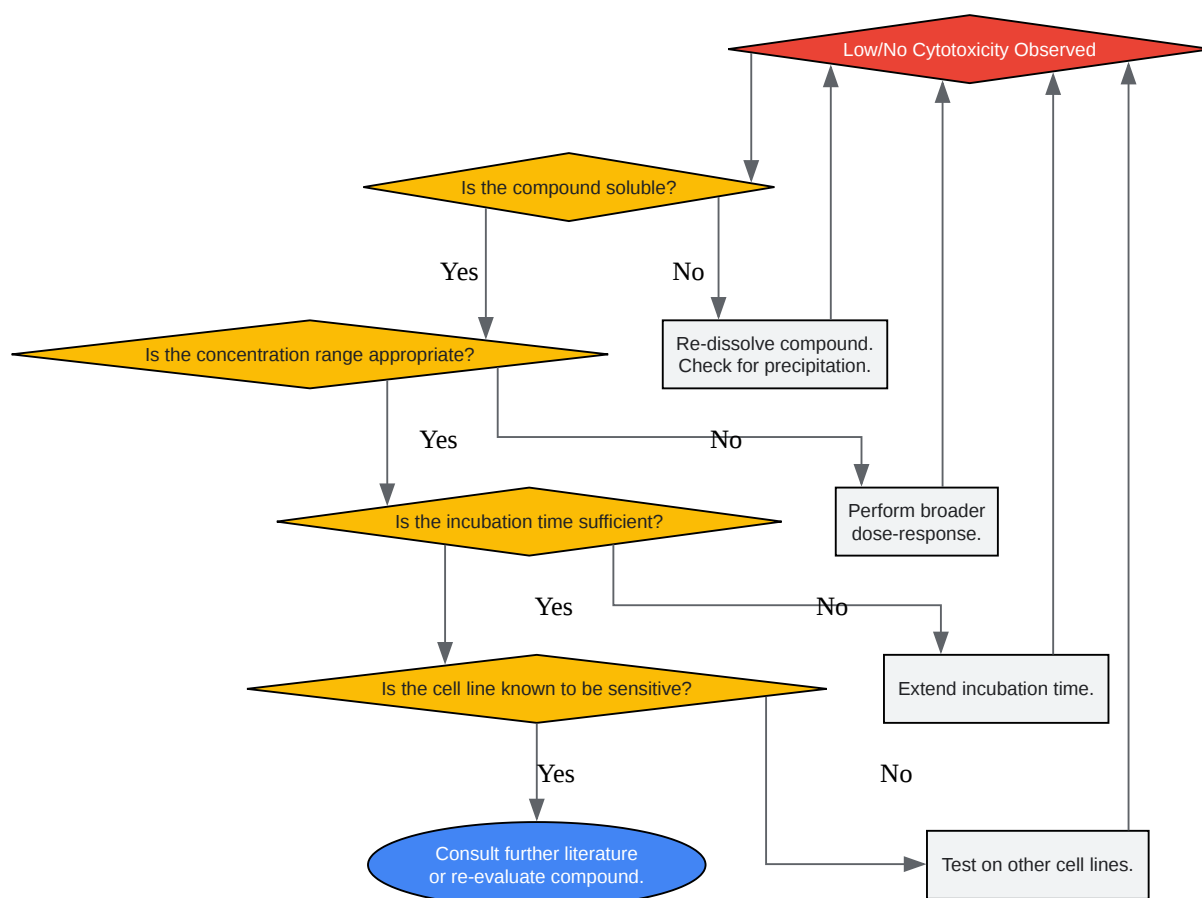 Low/No Cytotoxicity Observed
Is the compound soluble?
Yes
No
Is the concentration range appropriate?
Re-dissolve compound.
Check for precipitation.
Yes
No
Is the incubation time sufficient?
Perform broader
dose-response.
Yes
No
Is the cell line known to be sensitive?
Extend incubation time.
Yes
No
Consult further literature
or re-evaluate compound.
Test on other cell lines.